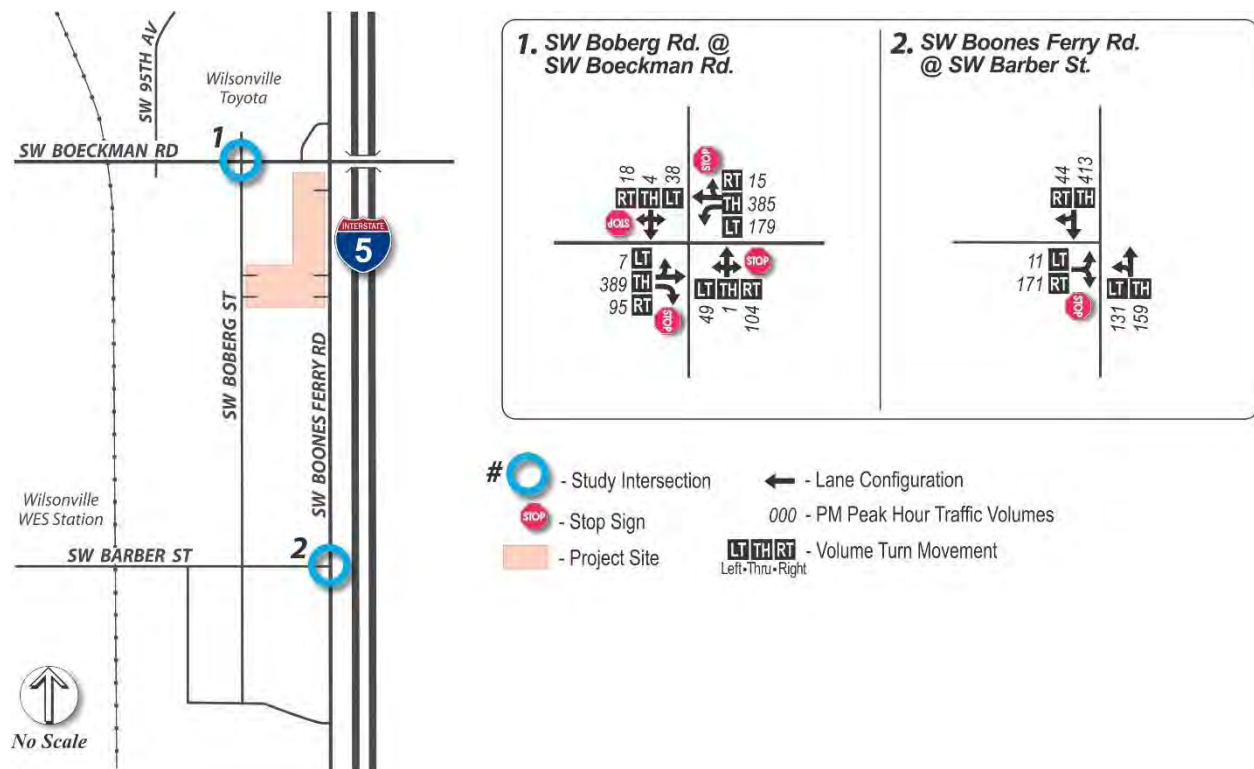 SW 95TH AV
Wilsonville
Toyota
1
SW BOECKMAN RD
INTERSTATE
5
SW BOBERG ST
SW BOONES FERRY RD
Wilsonville
WES Station
SW BARBER ST
2
No Scale
1. SW Boberg Rd. @
SW Boeckman Rd.
18 4 38
RT TH LT
STOP
STOP
RT 15
TH 385
LT 179
7 LT
389 TH
95 RT
STOP
STOP
LT TH RT
49 1 104
2. SW Boones Ferry Rd.
@ SW Barber St.
44 413
RT TH
11 LT
171 RT
STOP
LT TH
131 159
# - Study Intersection
STOP - Stop Sign
- Project Site
- Lane Configuration
000 - PM Peak Hour Traffic Volumes
LT TH RT - Volume Turn Movement
Left•Thru•Right